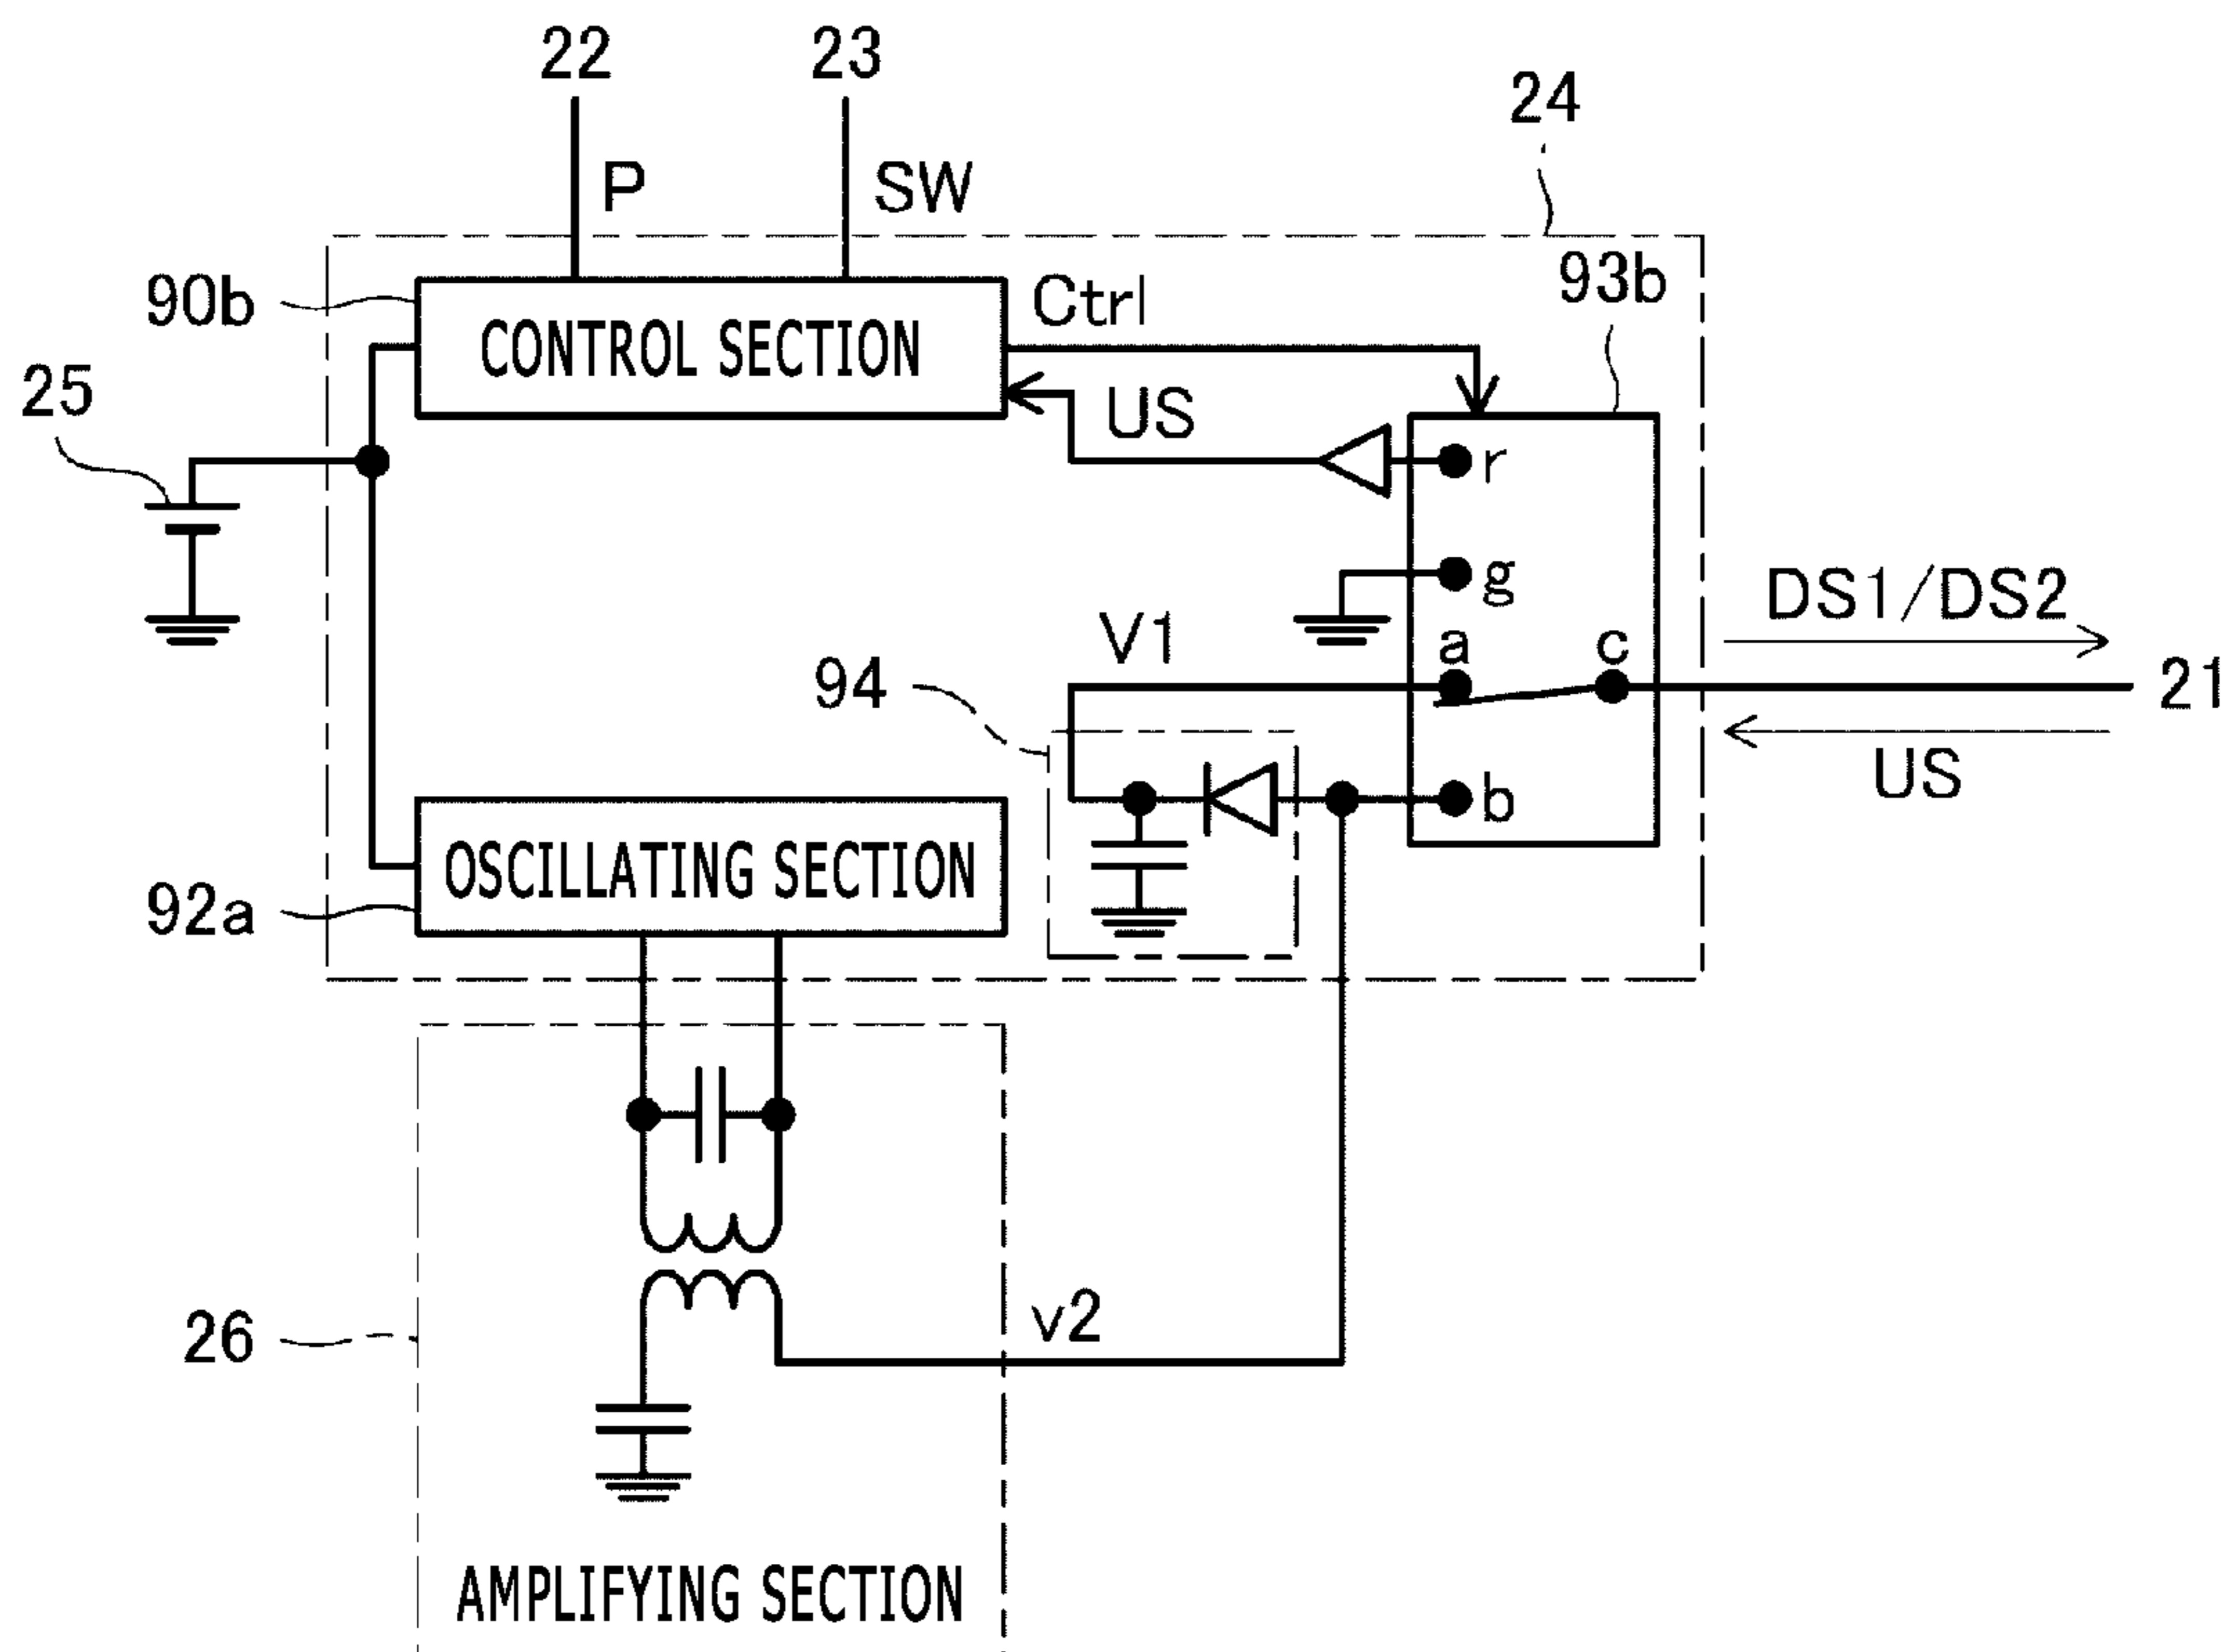 22
23
24
P
SW
93b
90b
CONTROL SECTION
Ctrl
25
US
r
g
DS1/DS2
V1
a
c
94
21
US
b
OSCILLATING SECTION
92a
26
v2
AMPLIFYING SECTION